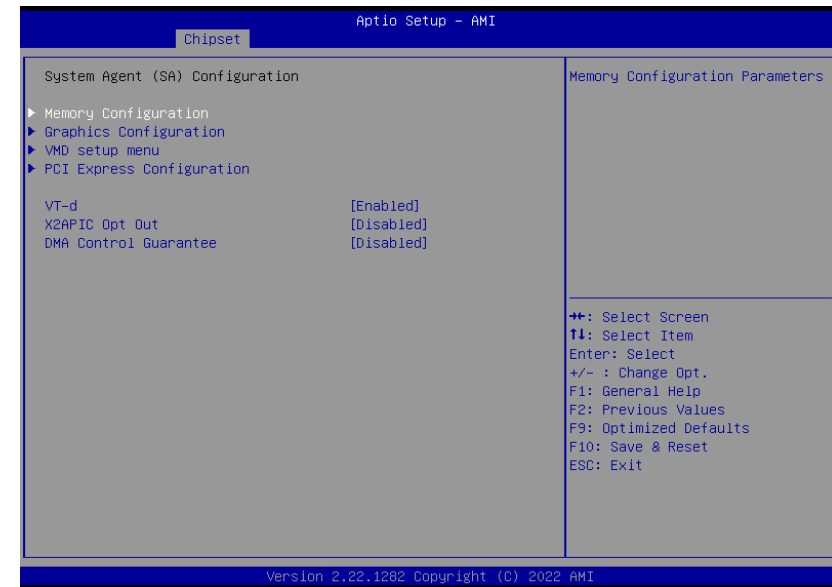 Aptio Setup – AMI
Chipset
System Agent (SA) Configuration
Memory Configuration
Graphics Configuration
VMD setup menu
PCI Express Configuration
VT-d [Enabled]
X2APIC Opt Out [Disabled]
DMA Control Guarantee [Disabled]
Memory Configuration Parameters
→←: Select Screen
↑↓: Select Item
Enter: Select
+/- : Change Opt.
F1: General Help
F2: Previous Values
F9: Optimized Defaults
F10: Save & Reset
ESC: Exit
Version 2.22.1282 Copyright (C) 2022 AMI